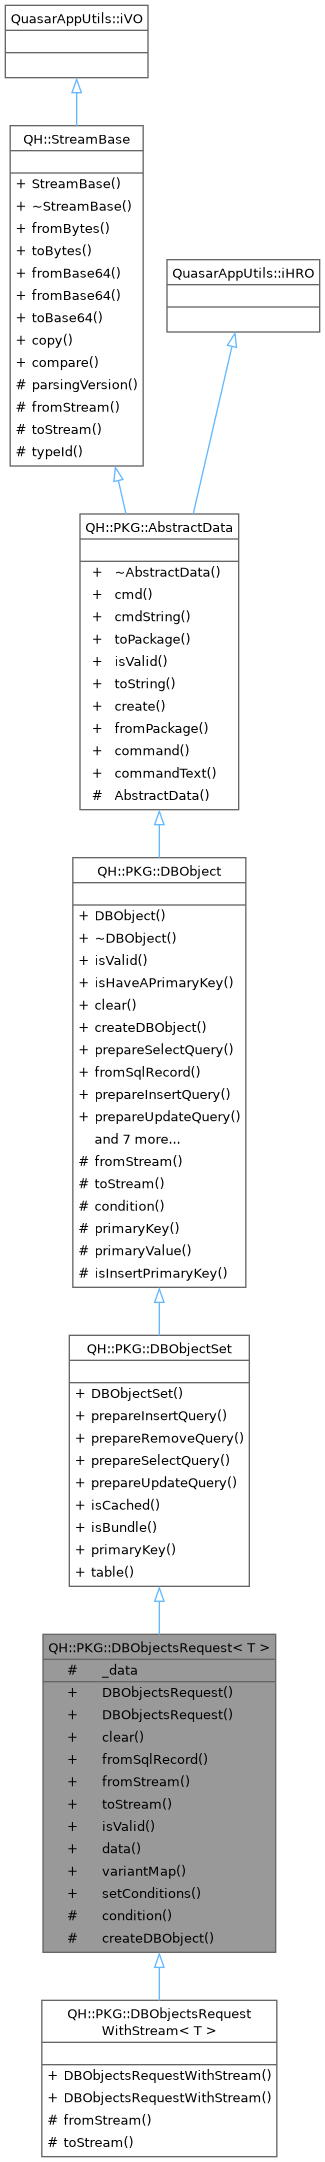 QuasarAppUtils::iVO
QH::StreamBase
+ StreamBase()
+ ~StreamBase()
+ fromBytes()
+ toBytes()
+ fromBase64()
+ fromBase64()
+ toBase64()
+ copy()
+ compare()
# parsingVersion()
# fromStream()
# toStream()
# typeId()
QuasarAppUtils::iHRO
QH::PKG::AbstractData
+ ~AbstractData()
+ cmd()
+ cmdString()
+ toPackage()
+ isValid()
+ toString()
+ create()
+ fromPackage()
+ command()
+ commandText()
# AbstractData()
QH::PKG::DBObject
+ DBObject()
+ ~DBObject()
+ isValid()
+ isHaveAPrimaryKey()
+ clear()
+ createDBObject()
+ prepareSelectQuery()
+ fromSqlRecord()
+ prepareInsertQuery()
+ prepareUpdateQuery()
and 7 more...
# fromStream()
# toStream()
# condition()
# primaryKey()
# primaryValue()
# isInsertPrimaryKey()
QH::PKG::DBObjectSet
+ DBObjectSet()
+ prepareInsertQuery()
+ prepareRemoveQuery()
+ prepareSelectQuery()
+ prepareUpdateQuery()
+ isCached()
+ isBundle()
+ primaryKey()
+ table()
QH::PKG::DBObjectsRequest< T >
# _data
+ DBObjectsRequest()
+ DBObjectsRequest()
+ clear()
+ fromSqlRecord()
+ fromStream()
+ toStream()
+ isValid()
+ data()
+ variantMap()
+ setConditions()
# condition()
# createDBObject()
QH::PKG::DBObjectsRequest
WithStream< T >
+ DBObjectsRequestWithStream()
+ DBObjectsRequestWithStream()
# fromStream()
# toStream()